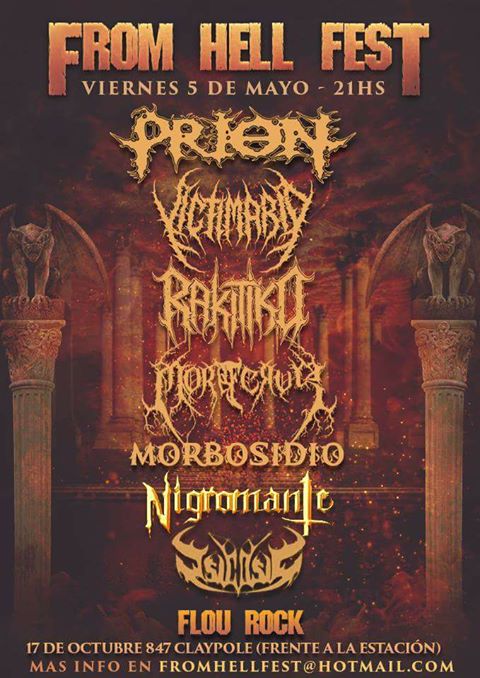 FROM HELL FEST
VIERNES 5 DE MAYO - 21HS
PRION
VICTIMARIO
RAKITIKO
MORBOSIDIO
Nigromante
FLOU ROCK
17 DE OCTUBRE 847 CLAYPOLE (FRENTE A LA ESTACIÓN)
MAS INFO EN FROMHELLFEST@HOTMAIL.COM